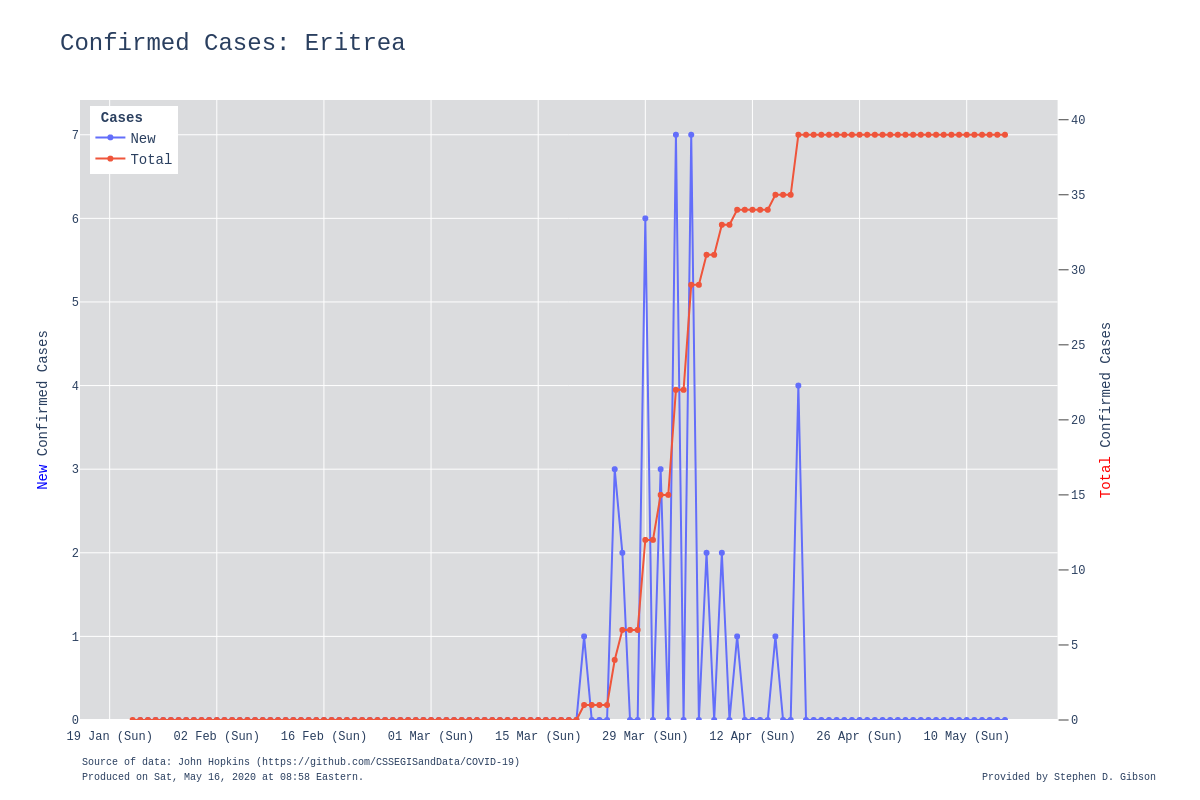 Confirmed Cases: Eritrea
Cases
New
Total
7
6
5
4
3
2
1
0
New Confirmed Cases
40
35
30
25
20
15
10
5
0
Total Confirmed Cases
19 Jan (Sun) 02 Feb (Sun) 16 Feb (Sun) 01 Mar (Sun) 15 Mar (Sun) 29 Mar (Sun) 12 Apr (Sun) 26 Apr (Sun) 10 May (Sun)
Source of data: John Hopkins (https://github.com/CSSEGISandData/COVID-19)
Produced on Sat, May 16, 2020 at 08:58 Eastern.
Provided by Stephen D. Gibson